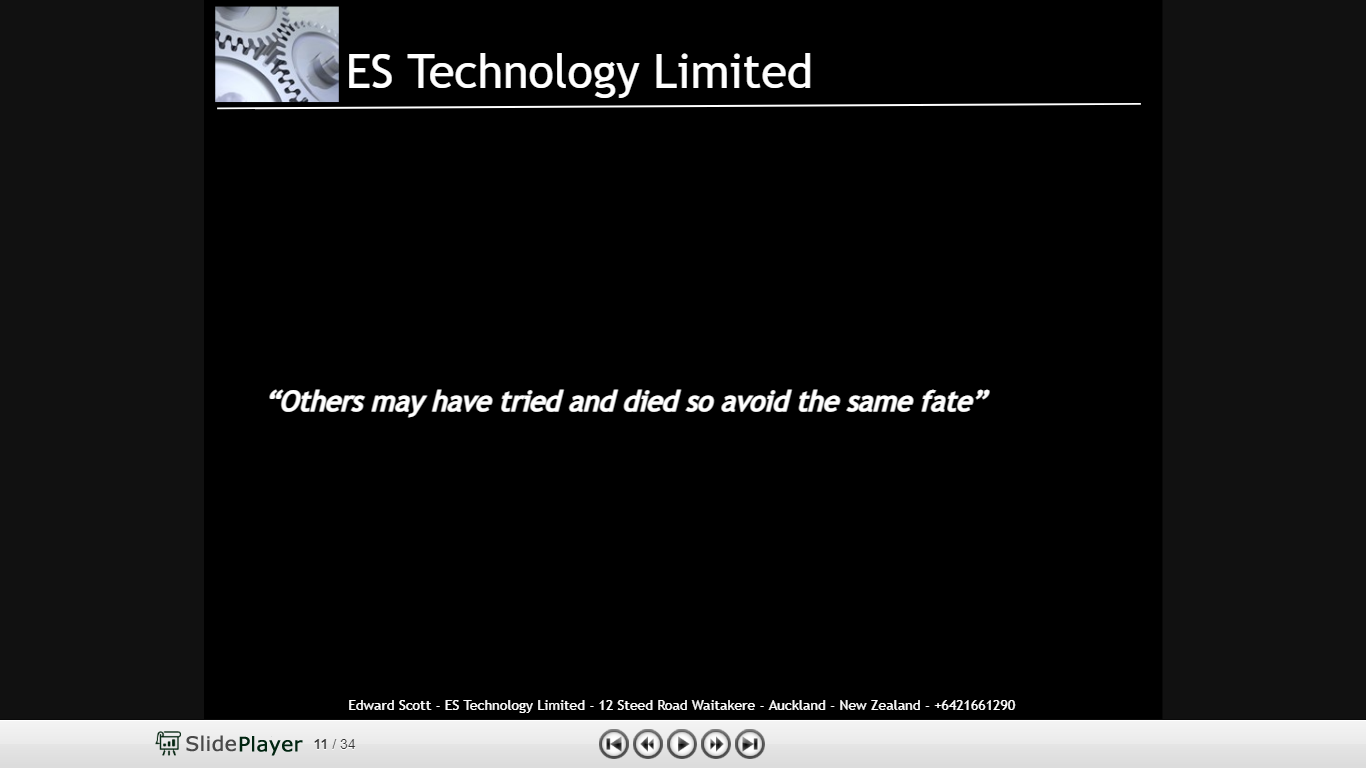 ES Technology Limited
“Others may have tried and died so avoid the same fate”
Edward Scott - ES Technology Limited - 12 Steed Road Waitakere - Auckland - New Zealand - +6421661290
SlidePlayer 11 / 34